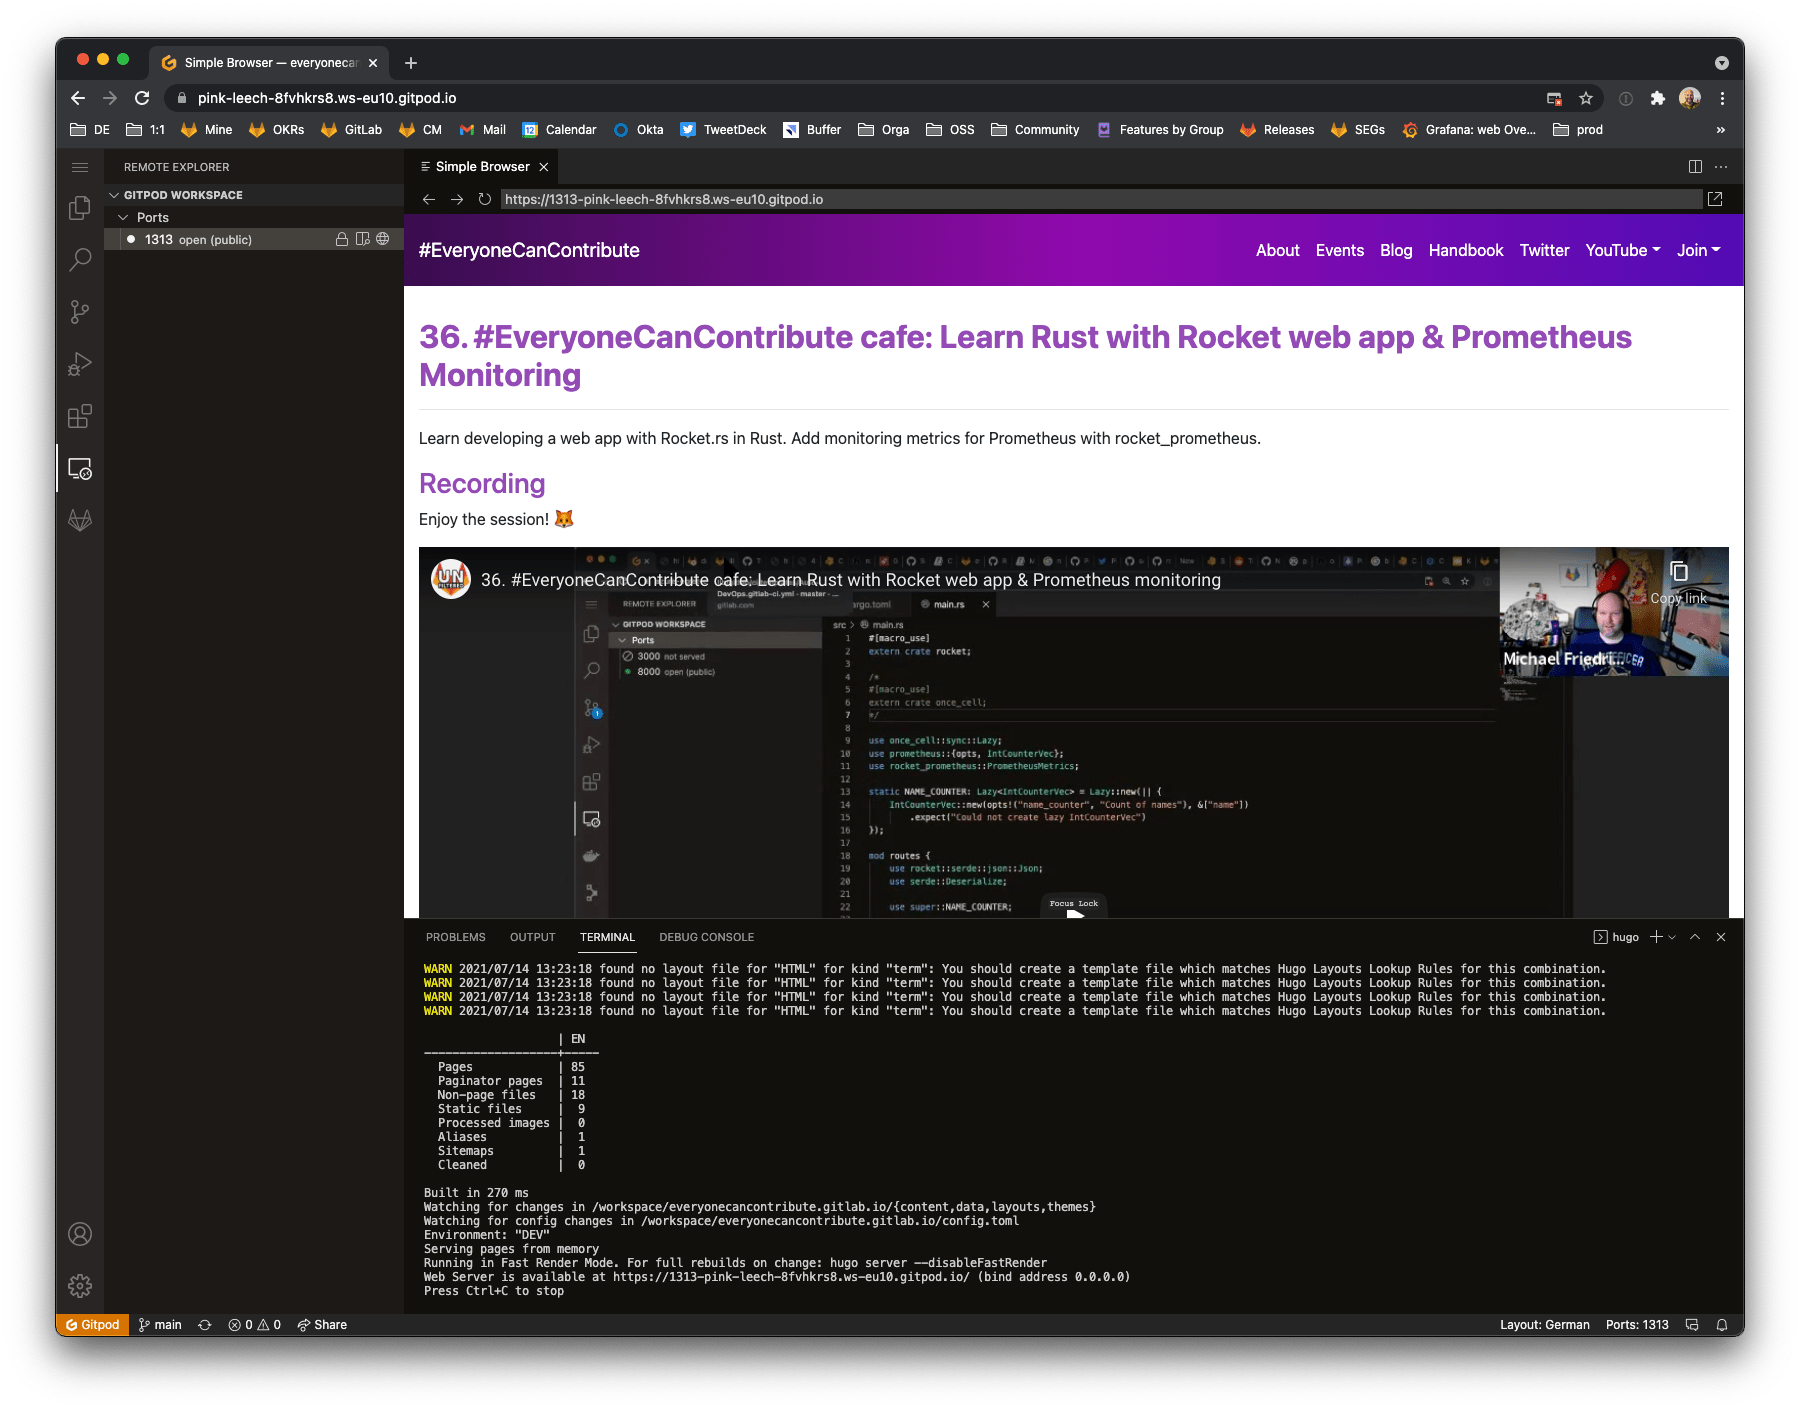 Simple Browser — everyonecar
pink-leech-8fvhkrs8.ws-eu10.gitpod.io
DE 1:1 Mine OKRs GitLab CM Mail Calendar Okta TweetDeck Buffer Orga OSS Community Features by Group Releases SEGs Grafana: web Ove... prod »
REMOTE EXPLORER
Simple Browser
GITPOD WORKSPACE
https://1313-pink-leech-8fvhkrs8.ws-eu10.gitpod.io
Ports
1313 open (public)
#EveryoneCanContribute
About Events Blog Handbook Twitter YouTube Join
36. #EveryoneCanContribute cafe: Learn Rust with Rocket web app & Prometheus
Monitoring
Learn developing a web app with Rocket.rs in Rust. Add monitoring metrics for Prometheus with rocket_prometheus.
Recording
Enjoy the session!
UN
FILTERED
36. #EveryoneCanContribute cafe: Learn Rust with Rocket web app & Prometheus monitoring
Copy link
Michael Friedri...
DevOps.gitlab-ci.yml - master - ...
gitlab.com
REMOTE EXPLORER
argo.toml
main.rs
GITPOD WORKSPACE
src > main.rs
Ports
3000 not served
8000 open (public)
1 #[macro_use]
2 extern crate rocket;
3
4 /*
5 #[macro_use]
6 extern crate once_cell;
7 */
8
9 use once_cell::sync::Lazy;
10 use prometheus::{opts, IntCounterVec};
11 use rocket_prometheus::PrometheusMetrics;
12
13 static NAME_COUNTER: Lazy<IntCounterVec> = Lazy::new(|| {
14 IntCounterVec::new(opts!("name_counter", "Count of names"), &["name"])
15 .expect("Could not create lazy IntCounterVec")
16 });
17
18 mod routes {
19 use rocket::serde::json::Json;
20 use serde::Deserialize;
21
22 use super::NAME_COUNTER;
Focus Lock
PROBLEMS OUTPUT TERMINAL DEBUG CONSOLE
hugo
WARN 2021/07/14 13:23:18 found no layout file for "HTML" for kind "term": You should create a template file which matches Hugo Layouts Lookup Rules for this combination.
WARN 2021/07/14 13:23:18 found no layout file for "HTML" for kind "term": You should create a template file which matches Hugo Layouts Lookup Rules for this combination.
WARN 2021/07/14 13:23:18 found no layout file for "HTML" for kind "term": You should create a template file which matches Hugo Layouts Lookup Rules for this combination.
WARN 2021/07/14 13:23:18 found no layout file for "HTML" for kind "term": You should create a template file which matches Hugo Layouts Lookup Rules for this combination.
| EN
-------------------+-----
Pages | 85
Paginator pages | 11
Non-page files | 18
Static files | 9
Processed images | 0
Aliases | 1
Sitemaps | 1
Cleaned | 0
Built in 270 ms
Watching for changes in /workspace/everyonecancontribute.gitlab.io/{content,data,layouts,themes}
Watching for config changes in /workspace/everyonecancontribute.gitlab.io/config.toml
Environment: "DEV"
Serving pages from memory
Running in Fast Render Mode. For full rebuilds on change: hugo server --disableFastRender
Web Server is available at https://1313-pink-leech-8fvhkrs8.ws-eu10.gitpod.io/ (bind address 0.0.0.0)
Press Ctrl+C to stop
Gitpod main 0 0 Share
Layout: German Ports: 1313